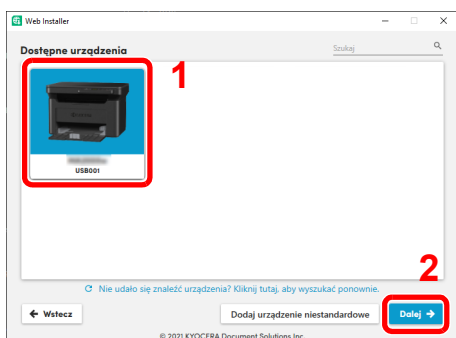 Web Installer
Dostępne urządzenia
Szukaj
1
USB001
2
Nie udało się znaleźć urządzenia? Kliknij tutaj, aby wyszukać ponownie.
Wstecz
Dodaj urządzenie niestandardowe
Dalej
© 2021 KYOCERA Document Solutions Inc.